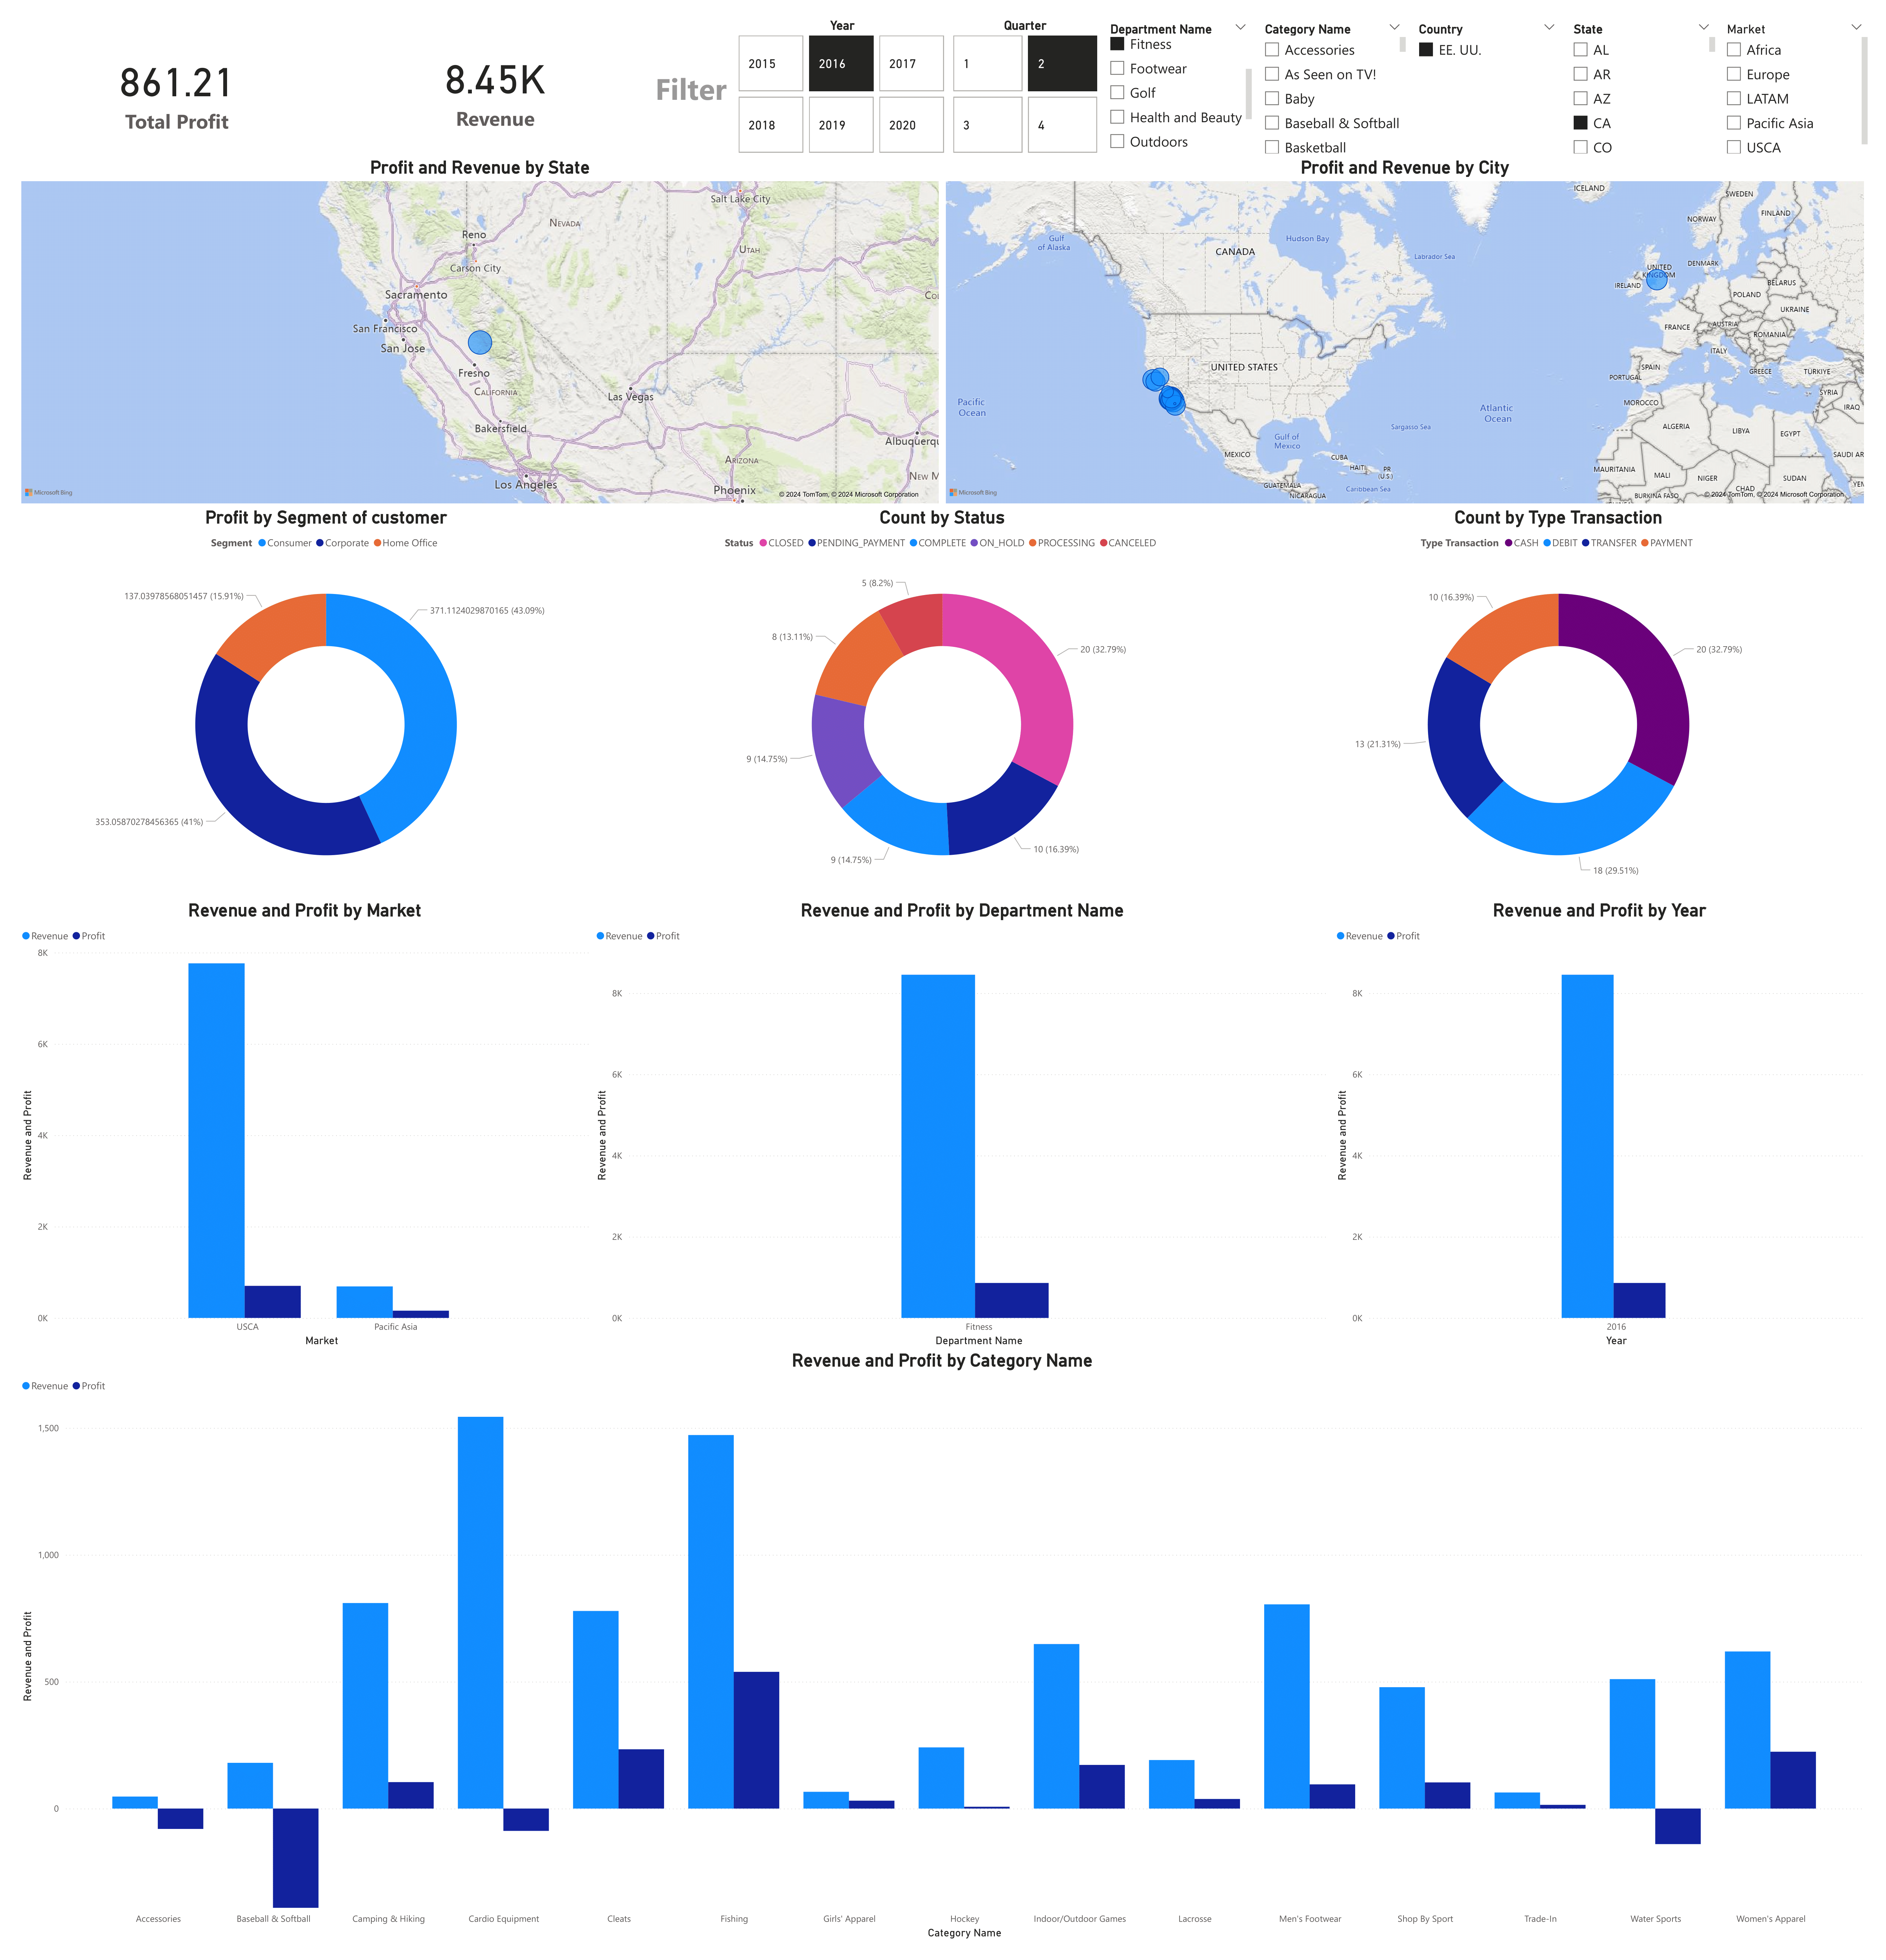 861.21
Total Profit
8.45K
Revenue
Filter
Year
2015
2016
2017
2018
2019
2020
Quarter
1
2
3
4
Department Name
Fitness
Footwear
Golf
Health and Beauty
Outdoors
Category Name
Accessories
As Seen on TV!
Baby
Baseball & Softball
Basketball
Country
EE. UU.
State
AL
AR
AZ
CA
CO
Market
Africa
Europe
LATAM
Pacific Asia
USCA
Profit and Revenue by State
Salt Lake City
NEVADA
Reno
UTAH
Carson City
Sacramento
San Francisco
San Jose
Fresno
CALIFORNIA
Las Vegas
Bakersfield
Albuquerqu
ARIZONA
NEW M
Los Angeles
Phoenix
Microsoft Bing
© 2024 TomTom, © 2024 Microsoft Corporation
Profit and Revenue by City
ICELAND
SWEDEN
FINLAND
NORWAY
Gulf
of Alaska
Hudson Bay
CANADA
Labrador Sea
UNITED
KINGDOM
DENMARK
IRELAND
BELARUS
POLAND
UKRAINE
FRANCE
AUSTRIA
ROMANIA
ITALY
UNITED STATES
SPAIN
PORTUGAL
GREECE
TÜRKIYE
SYRIA
IRAQ
Pacific
Ocean
Atlantic
Ocean
MOROCCO
ALGERIA
LIBYA
EGYPT
Sargasso Sea
Gulf of
Mexico
MEXICO
CUBA
HAITI
PR
(U.S.)
SAUDI AR
MAURITANIA
MALI
NIGER
CHAD
SUDAN
YEN
GUATEMALA
NICARAGUA
Caribbean Sea
BURKINA FASO
Microsoft Bing
© 2024 TomTom, © 2024 Microsoft Corporation
Profit by Segment of customer
Segment Consumer Corporate Home Office
137.03978568051457 (15.91%)
371.1124029870165 (43.09%)
353.05870278456365 (41%)
Count by Status
Status CLOSED PENDING_PAYMENT COMPLETE ON_HOLD PROCESSING CANCELED
5 (8.2%)
8 (13.11%)
20 (32.79%)
9 (14.75%)
9 (14.75%)
10 (16.39%)
Count by Type Transaction
Type Transaction CASH DEBIT TRANSFER PAYMENT
10 (16.39%)
20 (32.79%)
13 (21.31%)
18 (29.51%)
Revenue and Profit by Market
Revenue Profit
8K
6K
4K
2K
0K
Revenue and Profit
USCA
Pacific Asia
Market
Revenue and Profit by Department Name
Revenue Profit
8K
6K
4K
2K
0K
Revenue and Profit
Fitness
Department Name
Revenue and Profit by Year
Revenue Profit
8K
6K
4K
2K
0K
Revenue and Profit
2016
Year
Revenue and Profit by Category Name
Revenue Profit
1,500
1,000
500
0
Revenue and Profit
Accessories
Baseball & Softball
Camping & Hiking
Cardio Equipment
Cleats
Fishing
Girls' Apparel
Hockey
Indoor/Outdoor Games
Lacrosse
Men's Footwear
Shop By Sport
Trade-In
Water Sports
Women's Apparel
Category Name